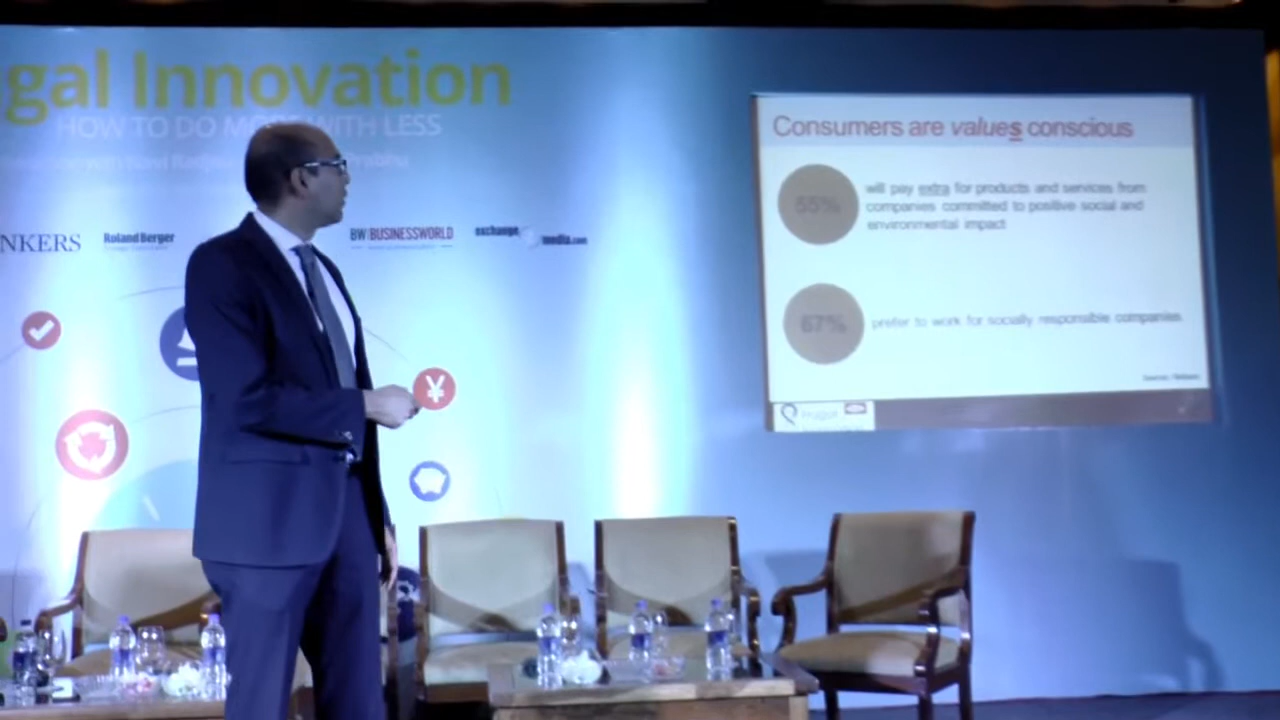 gal Innovation
HOW TO DO MORE WITH LESS
NKERS
Roland Berger
BW BUSINESSWORLD
exchange
media.com
Consumers are values conscious
55%
will pay extra for products and services from
companies committed to positive social and
environmental impact
67%
prefer to work for socially responsible companies